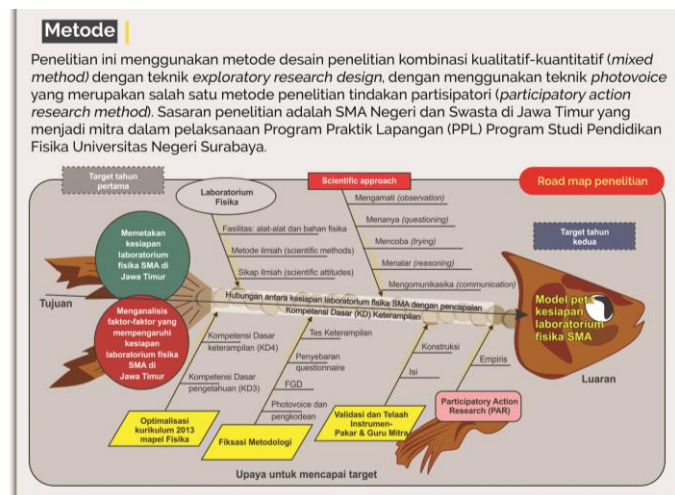 Metode
Penelitian ini menggunakan metode desain penelitian kombinasi kualitatif-kuantitatif (mixed
method) dengan teknik exploratory research design, dengan menggunakan teknik photovoice
yang merupakan salah satu metode penelitian tindakan partisipatori (participatory action
research method). Sasaran penelitian adalah SMA Negeri dan Swasta di Jawa Timur yang
menjadi mitra dalam pelaksanaan Program Praktik Lapangan (PPL) Program Studi Pendidikan
Fisika Universitas Negeri Surabaya.
Target tahun
pertama
Laboratorium
Fisika
Scientific approach
Road map penelitian
Mengamati (observation)
Menanya (questioning)
Mencoba (trying)
Menalar (reasoning)
Mengomunikasika (communication)
Fasilitas: alat-alat dan bahan fisika
Metode ilmiah (scientific methods)
Sikap ilmiah (scientific attitudes)
Target tahun
kedua
Memetakan
kesiapan
laboratorium
fisika SMA di
Jawa Timur
Tujuan
Menganalisis
faktor-faktor yang
mempengaruhi
kesiapan
laboratorium fisika
SMA di
Jawa Timur
Hubungan antara kesiapan laboratorium fisika SMA dengan pencapaian
Kompetensi Dasar (KD) Keterampilan
Model peta
kesiapan
laboratorium
fisika SMA
Luaran
Kompetensi Dasar
keterampilan (KD4)
Kompetensi Dasar
pengetahuan (KD3)
Tes Keterampilan
Penyebaran
questionnaire
FGD
Photovoice dan
pengkodean
Konstruksi
Isi
Empiris
Optimalisasi
kurikulum 2013
mapel Fisika
Fiksasi Metodologi
Validasi dan Telaah
Instrumen-
Pakar & Guru Mitra
Participatory Action
Research (PAR)
Upaya untuk mencapai target